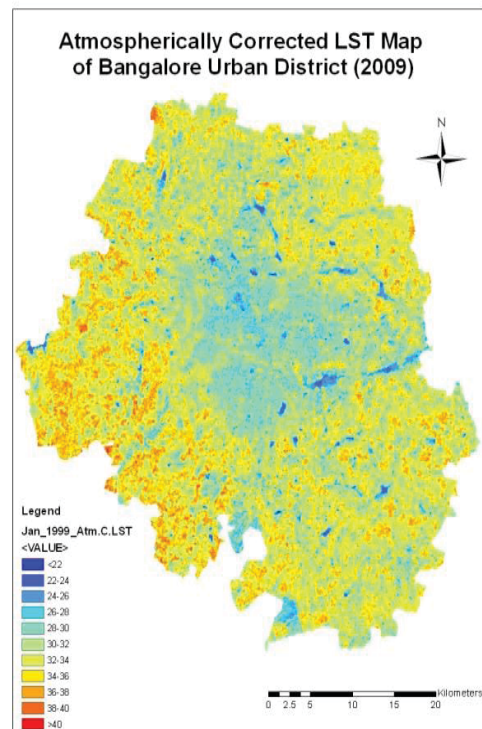 Atmospherically Corrected LST Map
of Bangalore Urban District (2009)
N
Legend
Jan_1999_Atm.C.LST
<VALUE>
<22
22-24
24-26
26-28
28-30
30-32
32-34
34-36
36-38
38-40
>40
Kilometers
0 2.5 5 10 15 20